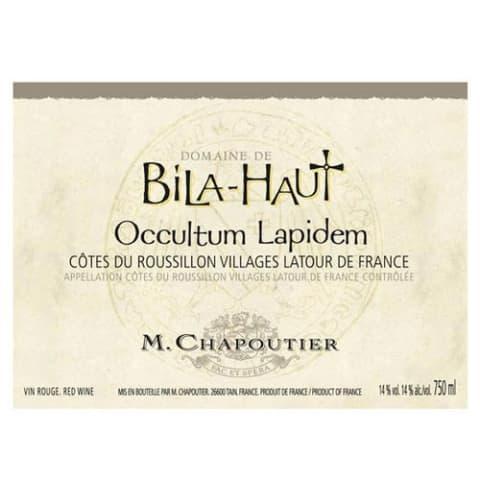 DOMAINE DE
BiLA-HAUT
Occultum Lapidem
CÔTES DU ROUSSILLON VILLAGES LATOUR DE FRANCE
APPELLATION CÔTES DU ROUSSILLON VILLAGES LATOUR DE FRANCE CONTRÔLÉE
M. CHAPOUTIER
FAC ET SPERA
VIN ROUGE. RED WINE MIS EN BOUTEILLE PAR M. CHAPOUTIER. 26600 TAIN. FRANCE. PRODUIT DE FRANCE / PRODUCT OF FRANCE 14 % vol. 14 % alc./vol. 750 ml